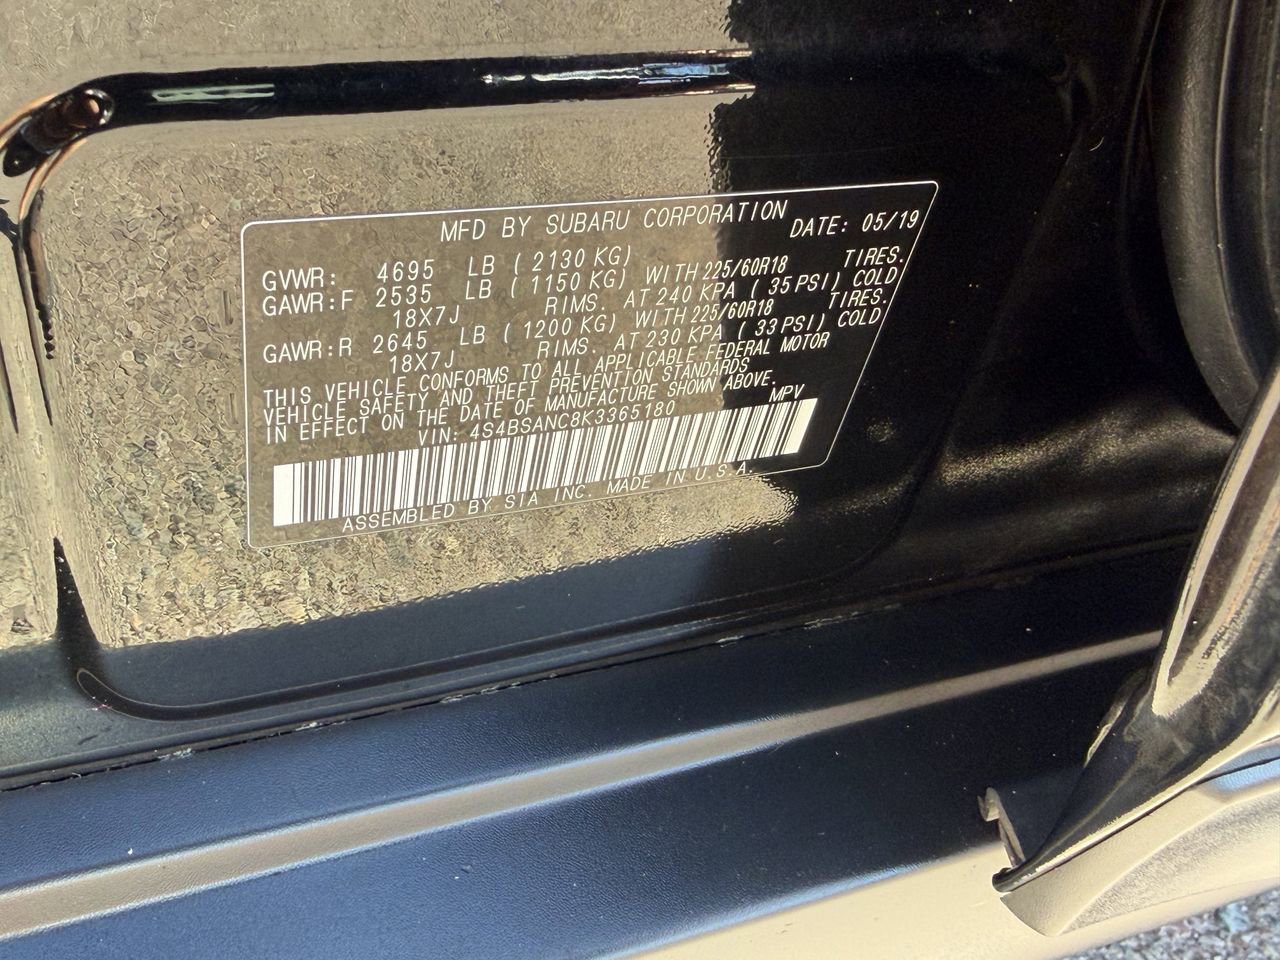 MFD BY SUBARU CORPORATION
DATE: 05/19
GVWR: 4695 LB (2130 KG)
GAWR:F 2535 LB (1150 KG) WITH 225/60R18 TIRES.
18X7J RIMS. AT 240 KPA (35 PSI) COLD
GAWR:R 2645 LB (1200 KG) WITH 225/60R18 TIRES.
18X7J RIMS. AT 230 KPA (33 PSI) COLD
THIS VEHICLE CONFORMS TO ALL APPLICABLE FEDERAL MOTOR
VEHICLE SAFETY AND THEFT PREVENTION STANDARDS
IN EFFECT ON THE DATE OF MANUFACTURE SHOWN ABOVE.
VIN: 4S4BSANC8K3365180 MPV
ASSEMBLED BY SIA INC. MADE IN U.S.A.